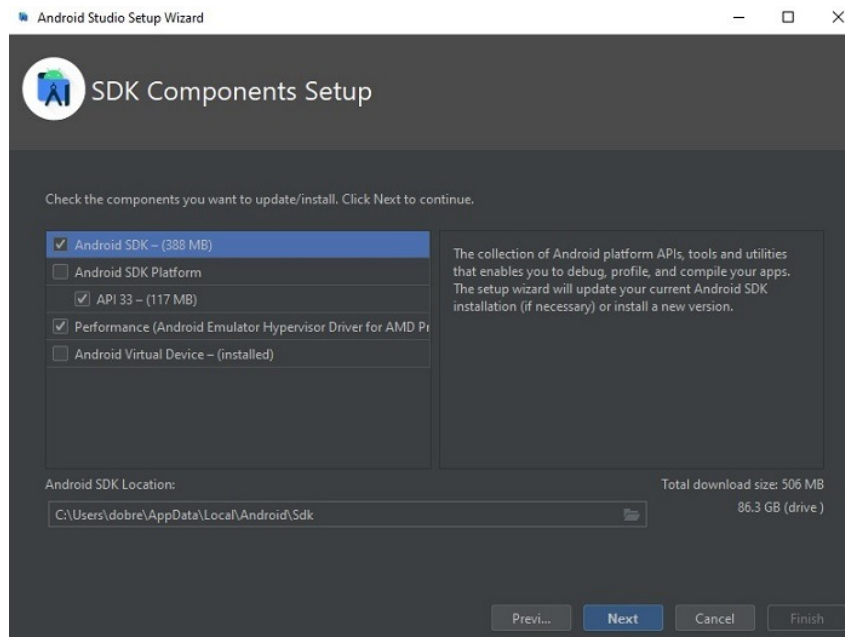 Android Studio Setup Wizard
SDK Components Setup
Check the components you want to update/install. Click Next to continue.
Android SDK – (388 MB)
Android SDK Platform
API 33 – (117 MB)
Performance (Android Emulator Hypervisor Driver for AMD Pr
Android Virtual Device – (installed)
The collection of Android platform APIs, tools and utilities
that enables you to debug, profile, and compile your apps.
The setup wizard will update your current Android SDK
installation (if necessary) or install a new version.
Android SDK Location:
Total download size: 506 MB
C:\Users\dobre\AppData\Local\Android\Sdk
86.3 GB (drive )
Previ... Next Cancel Finish